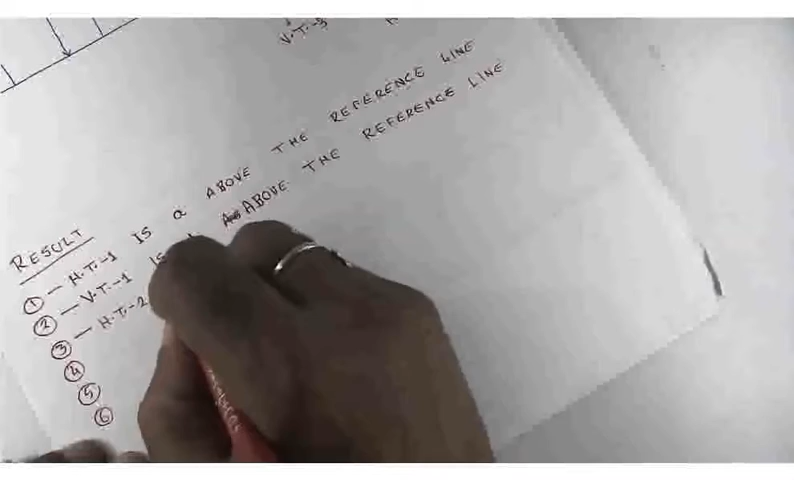 V.T.-3
RESULT
① — H.T.-1 IS a ABOVE THE REFERENCE LINE
② — V.T.-1 IS ABOVE THE REFERENCE LINE
③ — H.T.-2
④
⑤
⑥